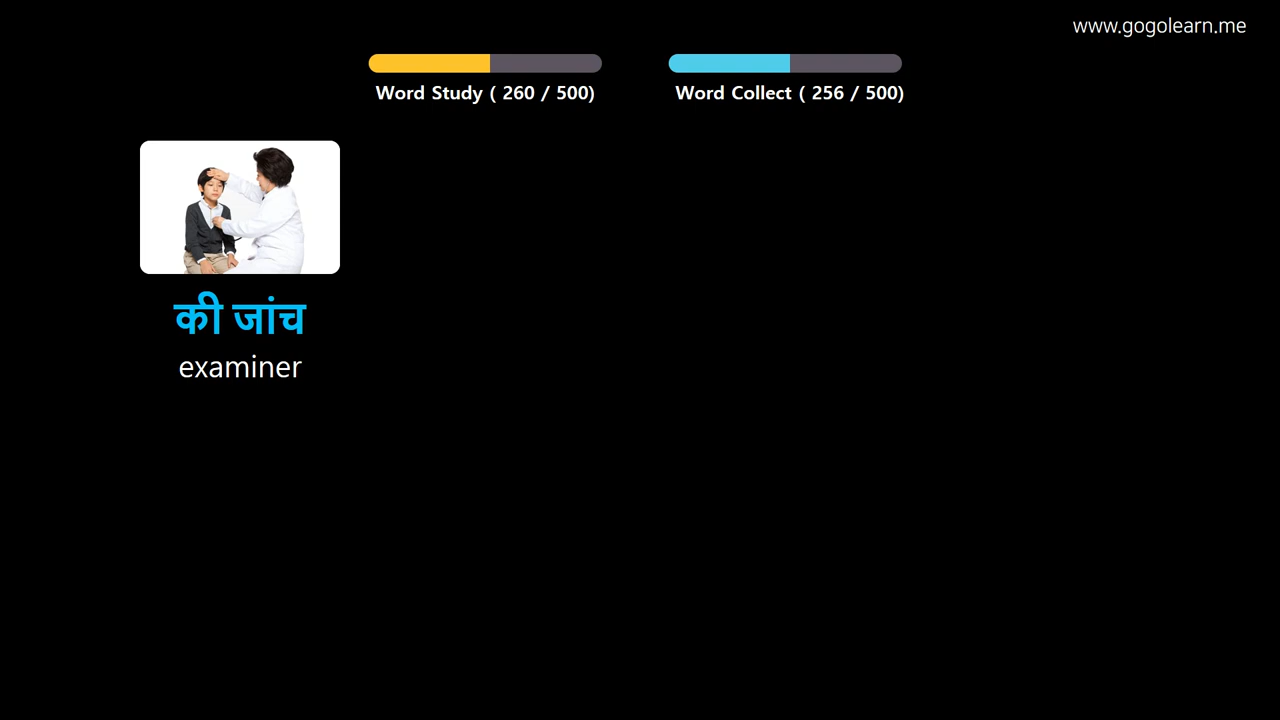 www.gogolearn.me
Word Study ( 260 / 500)
Word Collect ( 256 / 500)
की जांच
examiner